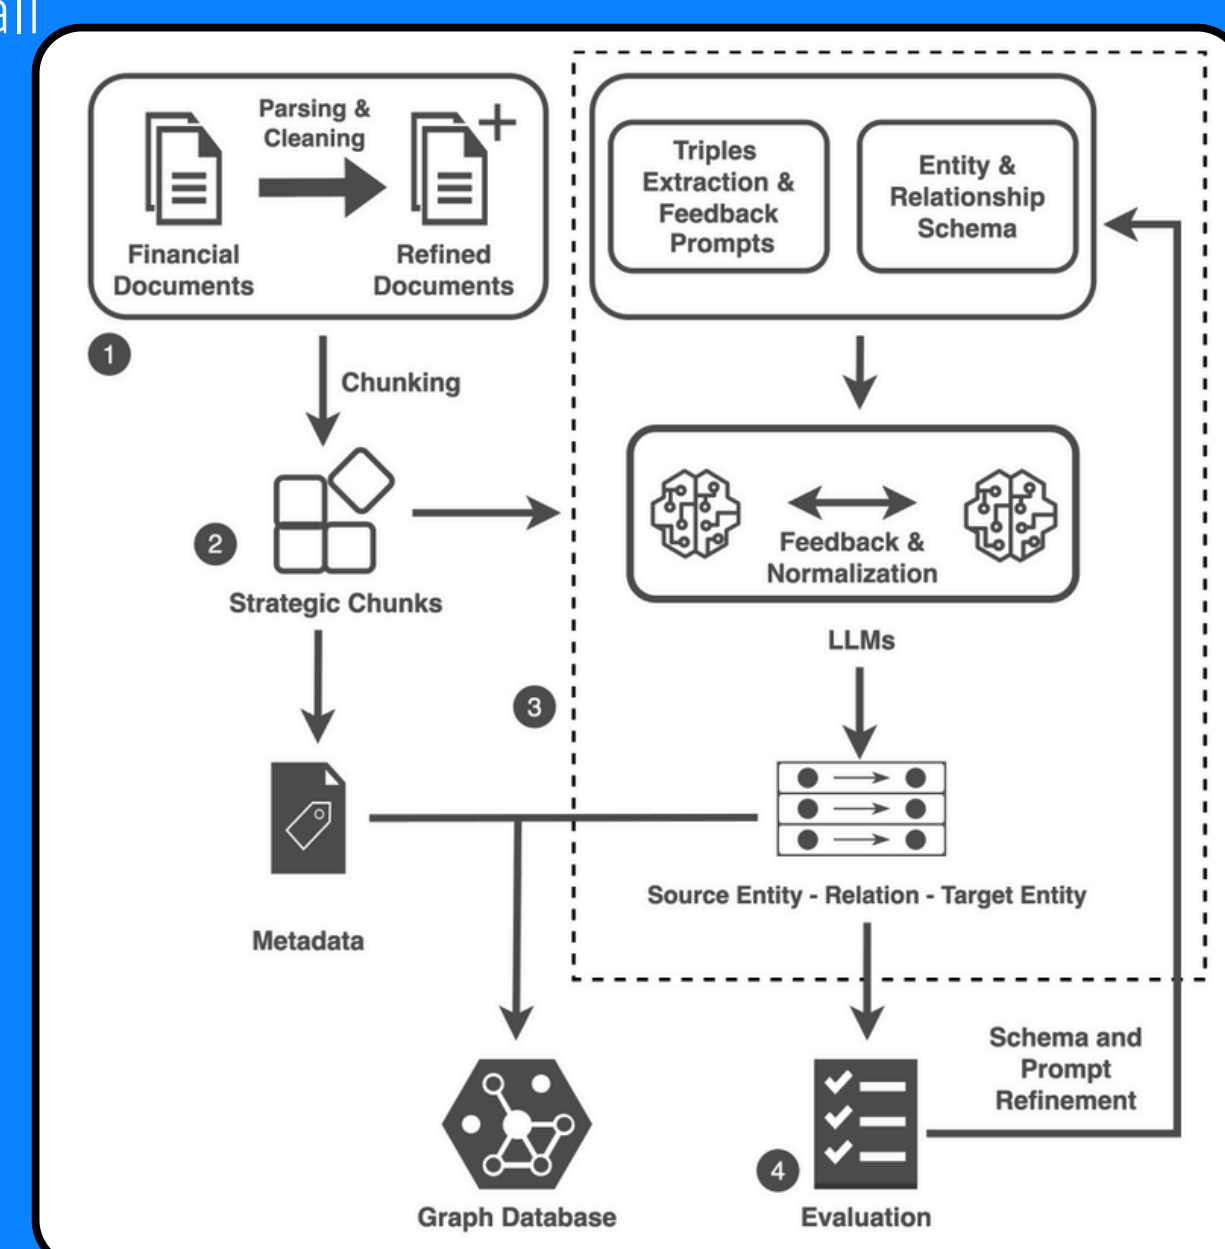 Parsing &
Cleaning
Financial
Documents
Refined
Documents
1
Chunking
2
Strategic Chunks
Metadata
Triples
Extraction &
Feedback
Prompts
Entity &
Relationship
Schema
Feedback &
Normalization
LLMs
3
Source Entity - Relation - Target Entity
Schema and
Prompt
Refinement
Graph Database
4
Evaluation